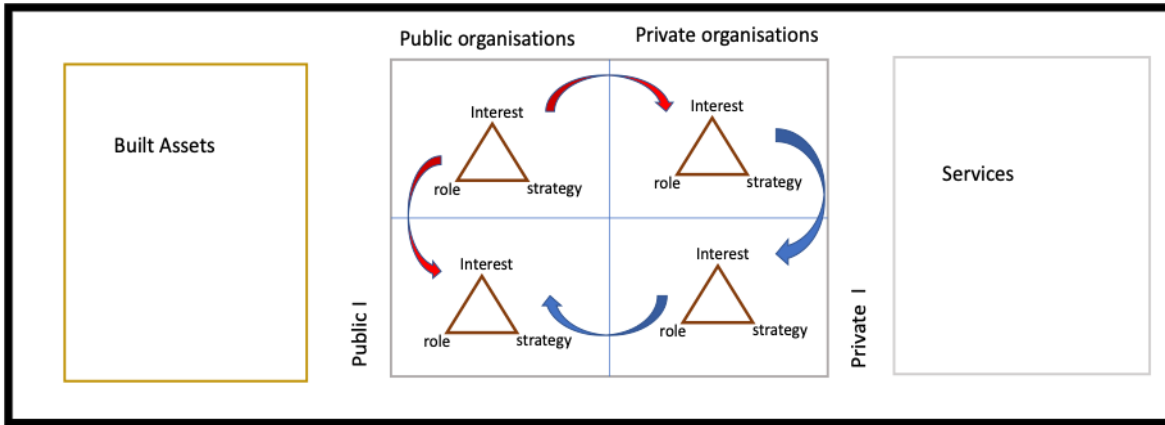 Public organisations
Private organisations
Built Assets
Interest
role
strategy
Interest
role
strategy
Services
Interest
role
strategy
Interest
role
strategy
Public I
Private I